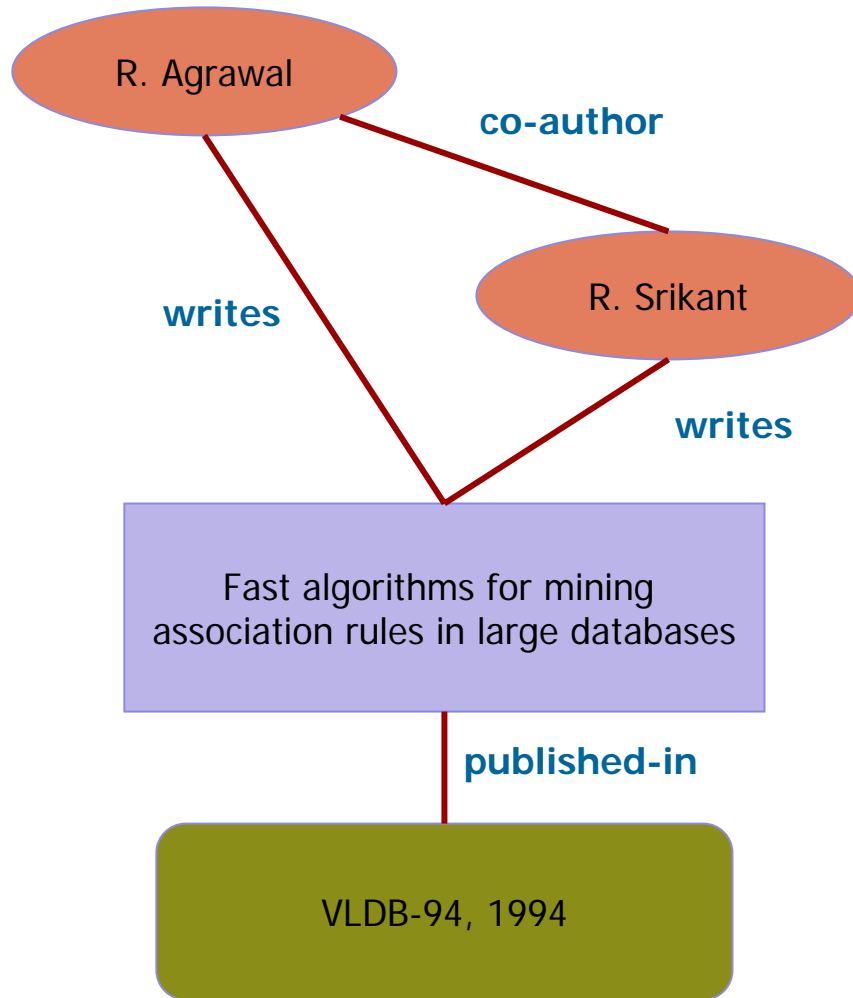 R. Agrawal
co-author
R. Srikant
writes
writes
Fast algorithms for mining
association rules in large databases
published-in
VLDB-94, 1994